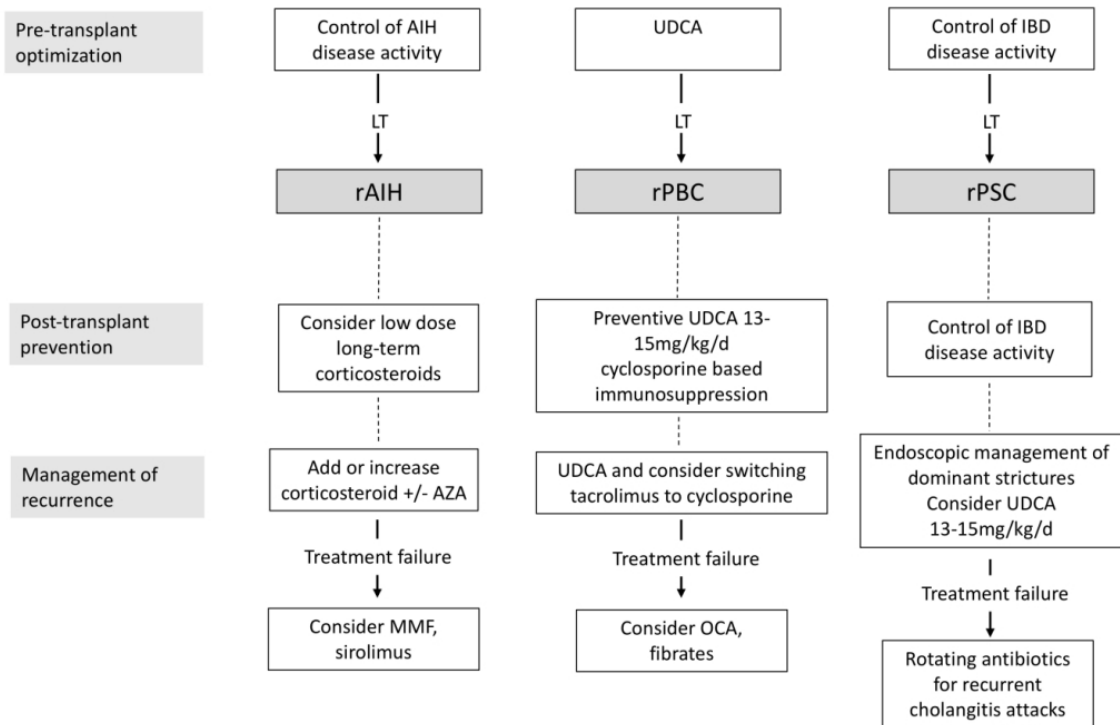 Pre-transplant
optimization
Control of AIH
disease activity
UDCA
Control of IBD
disease activity
LT
LT
LT
rAIH
rPBC
rPSC
Post-transplant
prevention
Consider low dose
long-term
corticosteroids
Preventive UDCA 13-
15mg/kg/d
cyclosporine based
immunosuppression
Control of IBD
disease activity
Management of
recurrence
Add or increase
corticosteroid +/- AZA
UDCA and consider switching
tacrolimus to cyclosporine
Endoscopic management of
dominant strictures
Consider UDCA
13-15mg/kg/d
Treatment failure
Treatment failure
Treatment failure
Consider MMF,
sirolimus
Consider OCA,
fibrates
Rotating antibiotics
for recurrent
cholangitis attacks